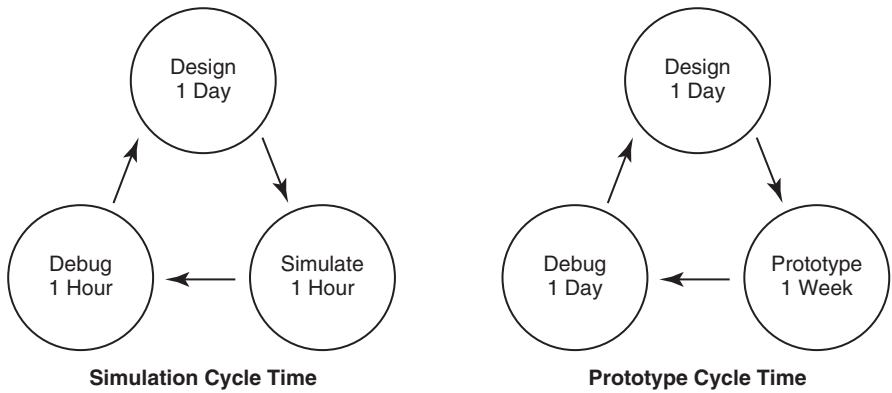 Design
1 Day
Debug
1 Hour
Simulate
1 Hour
Simulation Cycle Time
Design
1 Day
Debug
1 Day
Prototype
1 Week
Prototype Cycle Time